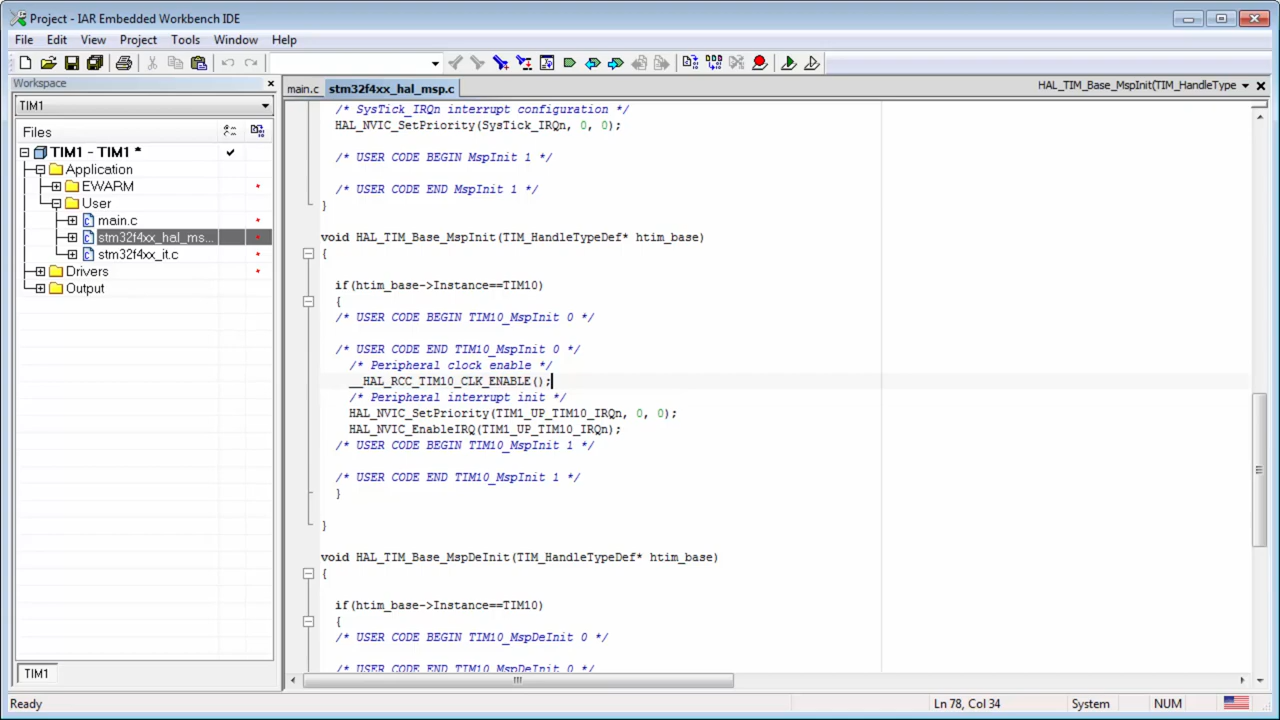 Project - IAR Embedded Workbench IDE
File Edit View Project Tools Window Help
Workspace
TIM1
Files
TIM1 - TIM1 *
Application
EWARM
User
main.c
stm32f4xx_hal_ms...
stm32f4xx_it.c
Drivers
Output
TIM1
main.c stm32f4xx_hal_msp.c HAL_TIM_Base_MspInit(TIM_HandleType
/* SysTick_IRQn interrupt configuration */
HAL_NVIC_SetPriority(SysTick_IRQn, 0, 0);
/* USER CODE BEGIN MspInit 1 */
/* USER CODE END MspInit 1 */
}
void HAL_TIM_Base_MspInit(TIM_HandleTypeDef* htim_base)
{
if(htim_base->Instance==TIM10)
{
/* USER CODE BEGIN TIM10_MspInit 0 */
/* USER CODE END TIM10_MspInit 0 */
/* Peripheral clock enable */
__HAL_RCC_TIM10_CLK_ENABLE();
/* Peripheral interrupt init */
HAL_NVIC_SetPriority(TIM1_UP_TIM10_IRQn, 0, 0);
HAL_NVIC_EnableIRQ(TIM1_UP_TIM10_IRQn);
/* USER CODE BEGIN TIM10_MspInit 1 */
/* USER CODE END TIM10_MspInit 1 */
}
}
void HAL_TIM_Base_MspDeInit(TIM_HandleTypeDef* htim_base)
{
if(htim_base->Instance==TIM10)
{
/* USER CODE BEGIN TIM10_MspDeInit 0 */
/* USER CODE END TIM10_MspDeInit 0 */
Ready Ln 78, Col 34 System NUM